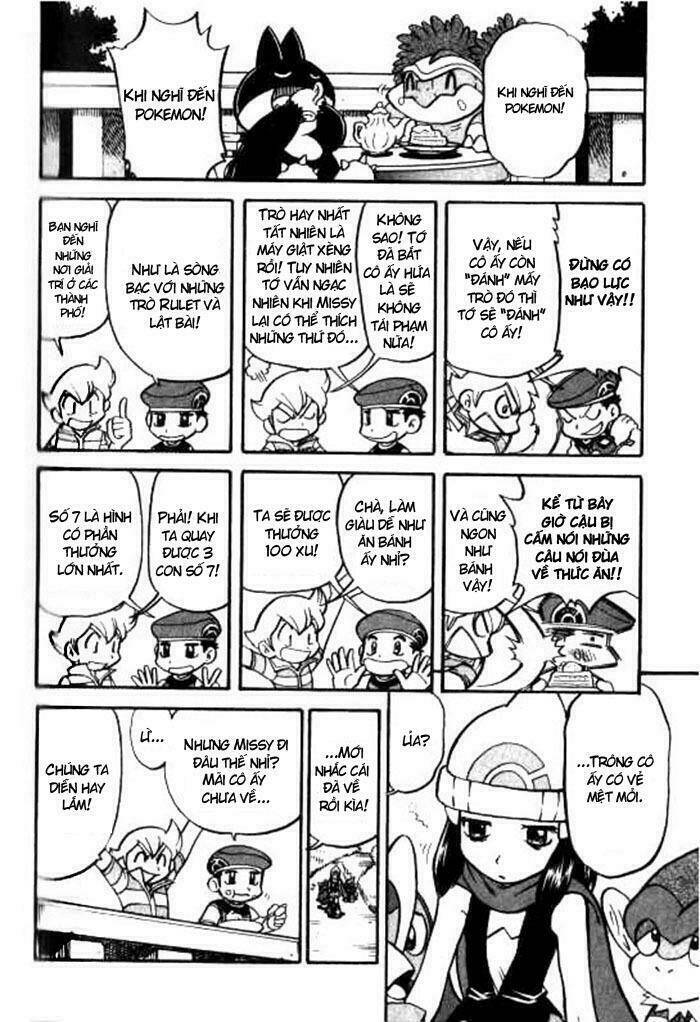 KHI NGHĨ ĐẾN
POKEMON!
KHI NGHĨ ĐẾN
POKEMON!
BẠN NGHĨ
ĐẾN
NHỮNG
NƠI GIẢI
TRÍ Ở CÁC
THÀNH
PHỐ!
NHƯ LÀ SÒNG
BẠC VỚI NHỮNG
TRÒ RULET VÀ
LẬT BÀI!
TRÒ HAY NHẤT
TẤT NHIÊN LÀ
MÁY GIẬT XÈNG
RỒI! TUY NHIÊN
TỚ VẪN NGẠC
NHIÊN KHI MISSY
LẠI CÓ THỂ THÍCH
NHỮNG THỨ ĐÓ...
KHÔNG
SAO! TỚ
ĐÃ BẮT
CÔ ẤY HỨA
LÀ SẼ
KHÔNG
TÁI PHẠM
NỮA!
VẬY, NẾU
CÔ ẤY CÒN
"ĐÁNH" MẤY
TRÒ ĐÓ THÌ
TỚ SẼ "ĐÁNH"
CÔ ẤY!
ĐỪNG CÓ
BẠO LỰC
NHƯ VẬY!!
SỐ 7 LÀ HÌNH
CÓ PHẦN
THƯỞNG
LỚN NHẤT.
PHẢI! KHI
TA QUAY
ĐƯỢC 3
CON SỐ 7!
TA SẼ ĐƯỢC
THƯỞNG
100 XU!
CHÀ, LÀM
GIÀU DỄ NHƯ
ĂN BÁNH
ẤY NHỈ?
VÀ CŨNG
NGON
NHƯ
BÁNH
VẬY!
KỂ TỪ BÂY
GIỜ CẬU BỊ
CẤM NÓI NHỮNG
CÂU NÓI ĐÙA
VỀ THỨC ĂN!!
CHÚNG TA
DIỄN HAY
LẮM!
Ừ...
NHƯNG MISSY ĐI
ĐÂU THẾ NHỈ?
MÃI CÔ ẤY
CHƯA VỀ...
...MỚI
NHẮC CÁI
ĐÃ VỀ
RỒI KÌA!
ỦA?
...TRÔNG CÔ
ẤY CÓ VẺ
MỆT MỎI.